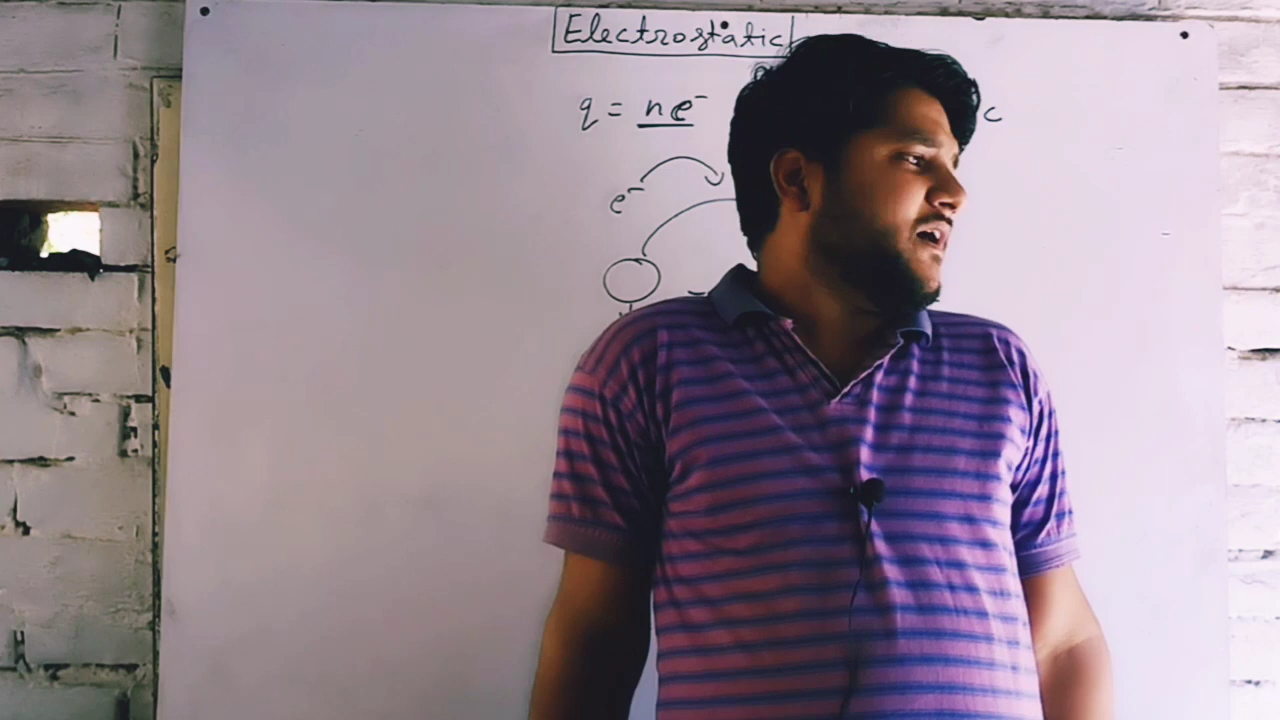 Electrostatic
q = ne⁻ c
e⁻